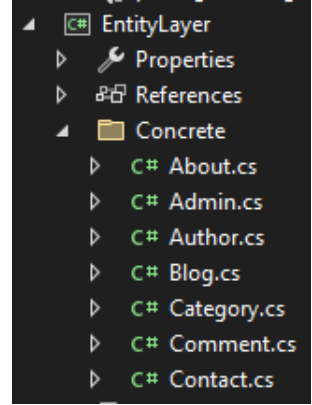 C# EntityLayer
Properties
References
Concrete
C# About.cs
C# Admin.cs
C# Author.cs
C# Blog.cs
C# Category.cs
C# Comment.cs
C# Contact.cs